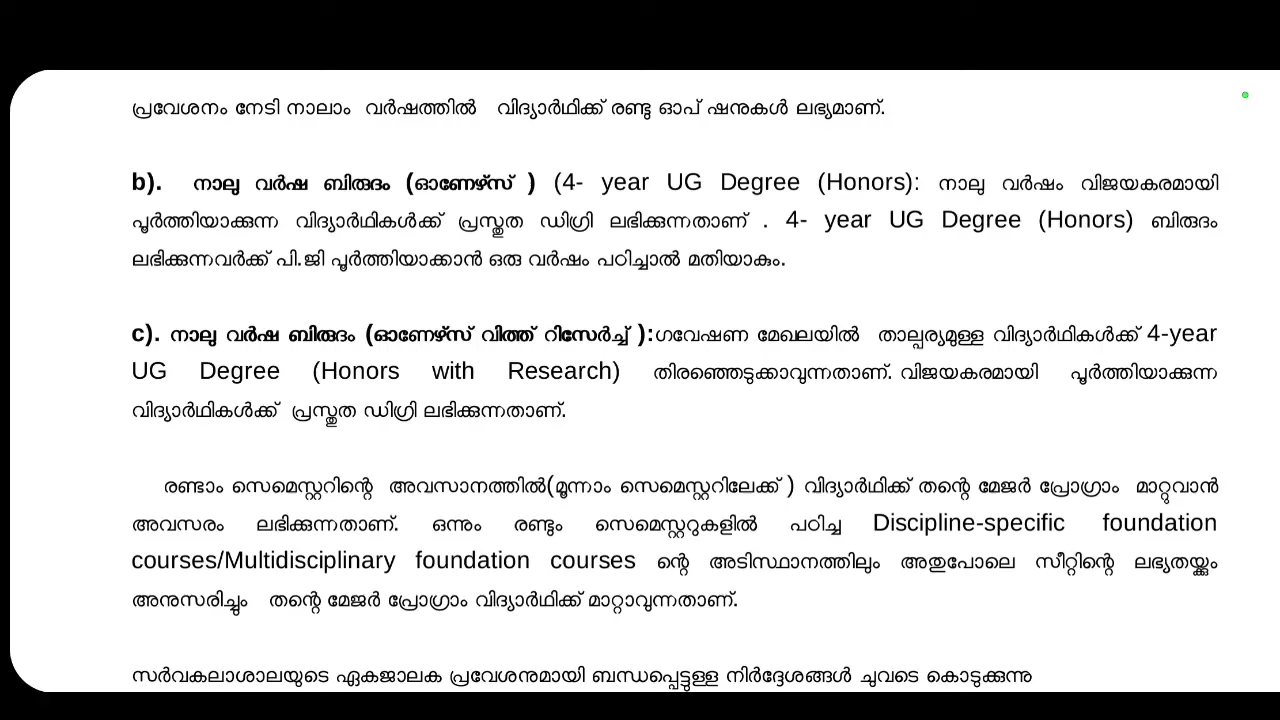 പ്രവേശനം നേടി നാലാം വർഷത്തിൽ വിദ്യാർഥിക്ക് രണ്ടു ഓപ് ഷനുകൾ ലഭ്യമാണ്.
b). നാലു വർഷ ബിരുദം (ഓണേഴ്സ് ) (4- year UG Degree (Honors): നാലു വർഷം വിജയകരമായി
പൂർത്തിയാക്കുന്ന വിദ്യാർഥികൾക്ക് പ്രസ്തുത ഡിഗ്രി ലഭിക്കുന്നതാണ് . 4- year UG Degree (Honors) ബിരുദം
ലഭിക്കുന്നവർക്ക് പി.ജി പൂർത്തിയാക്കാൻ ഒരു വർഷം പഠിച്ചാൽ മതിയാകും.
c). നാലു വർഷ ബിരുദം (ഓണേഴ്സ് വിത്ത് റിസേർച്ച് ):ഗവേഷണ മേഖലയിൽ താല്പര്യമുള്ള വിദ്യാർഥികൾക്ക് 4-year
UG Degree (Honors with Research) തിരഞ്ഞെടുക്കാവുന്നതാണ്. വിജയകരമായി പൂർത്തിയാക്കുന്ന
വിദ്യാർഥികൾക്ക് പ്രസ്തുത ഡിഗ്രി ലഭിക്കുന്നതാണ്.
രണ്ടാം സെമെസ്റ്ററിന്റെ അവസാനത്തിൽ(മൂന്നാം സെമെസ്റ്ററിലേക്ക് ) വിദ്യാർഥിക്ക് തന്റെ മേജർ പ്രോഗ്രാം മാറ്റുവാൻ
അവസരം ലഭിക്കുന്നതാണ്. ഒന്നും രണ്ടും സെമെസ്റ്ററുകളിൽ പഠിച്ച Discipline-specific foundation
courses/Multidisciplinary foundation courses ന്റെ അടിസ്ഥാനത്തിലും അതുപോലെ സീറ്റിന്റെ ലഭ്യതയ്ക്കും
അനുസരിച്ചും തന്റെ മേജർ പ്രോഗ്രാം വിദ്യാർഥിക്ക് മാറ്റാവുന്നതാണ്.
സർവകലാശാലയുടെ ഏകജാലക പ്രവേശനുമായി ബന്ധപ്പെട്ടുള്ള നിർദ്ദേശങ്ങൾ ചുവടെ കൊടുക്കുന്നു